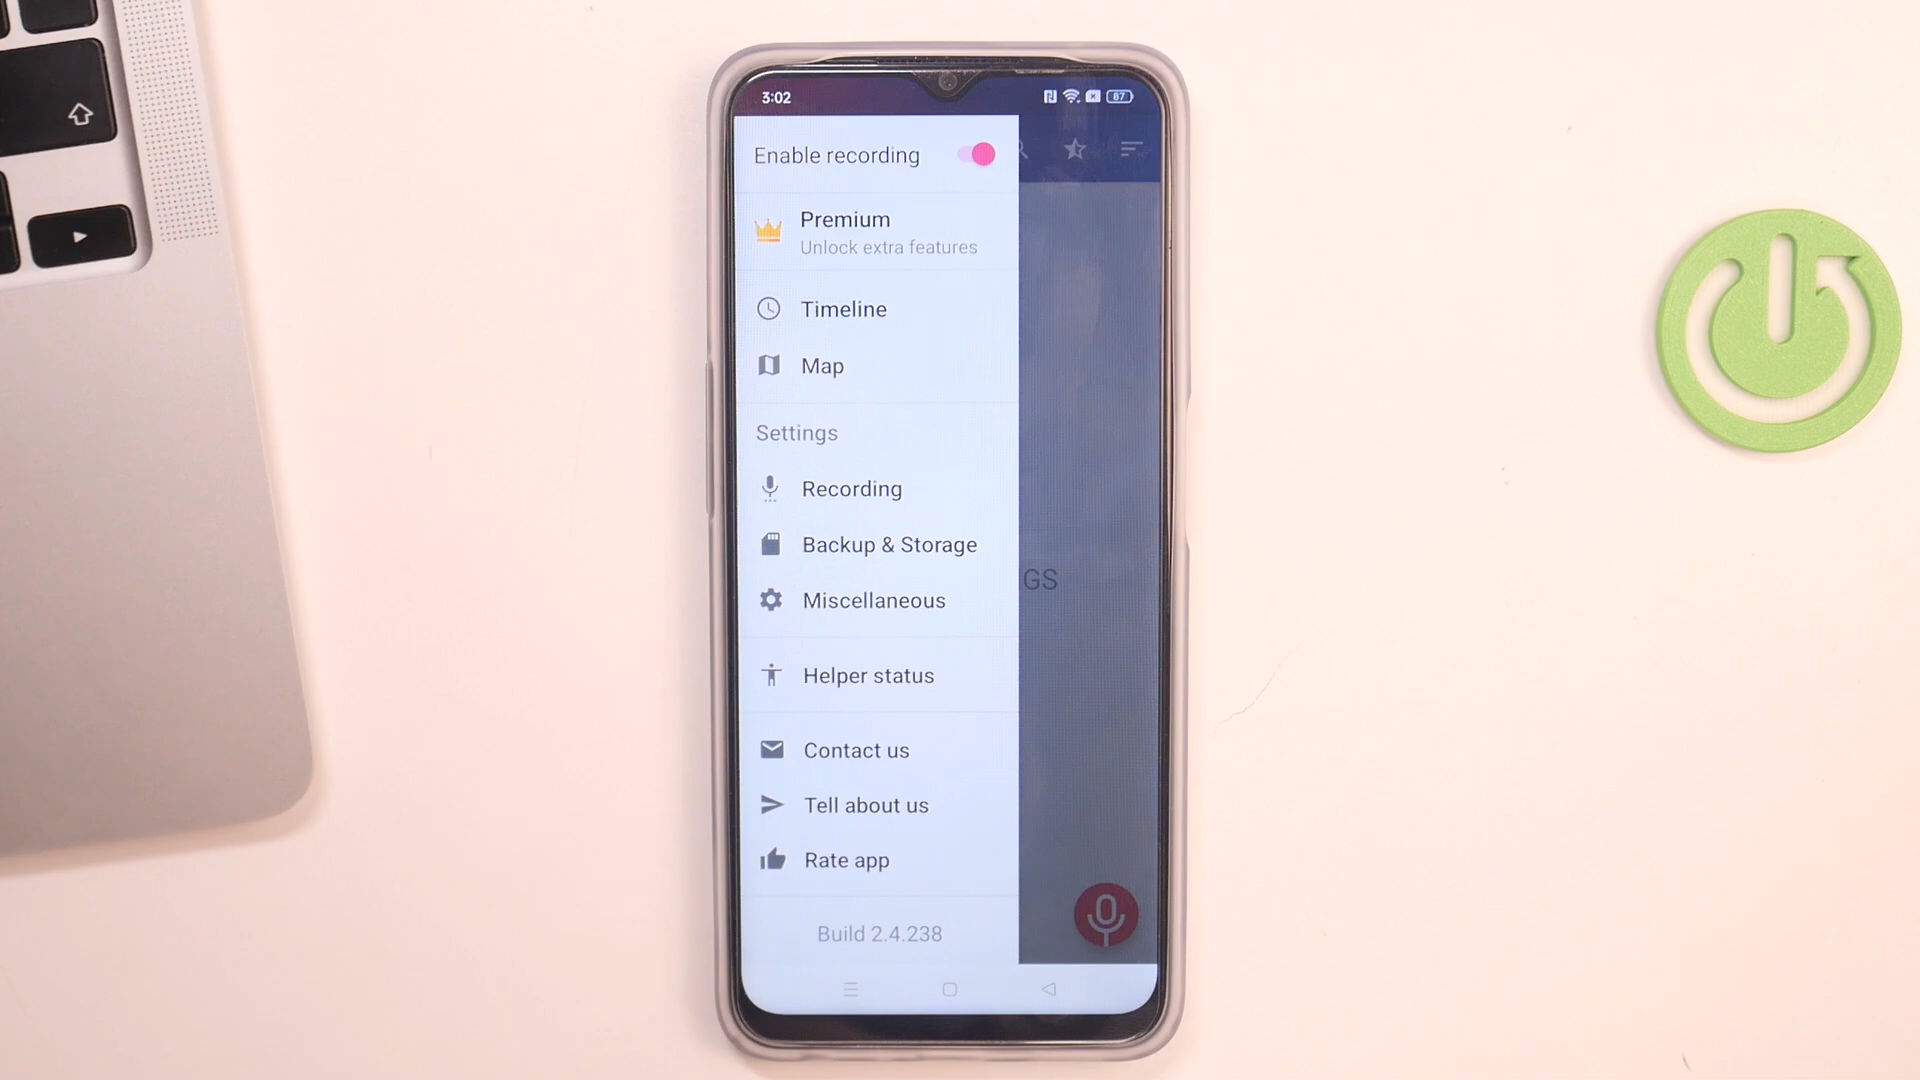 3:02
87
Enable recording
Premium
Unlock extra features
Timeline
Map
Settings
Recording
Backup & Storage
GS
Miscellaneous
Helper status
Contact us
Tell about us
Rate app
Build 2.4.238